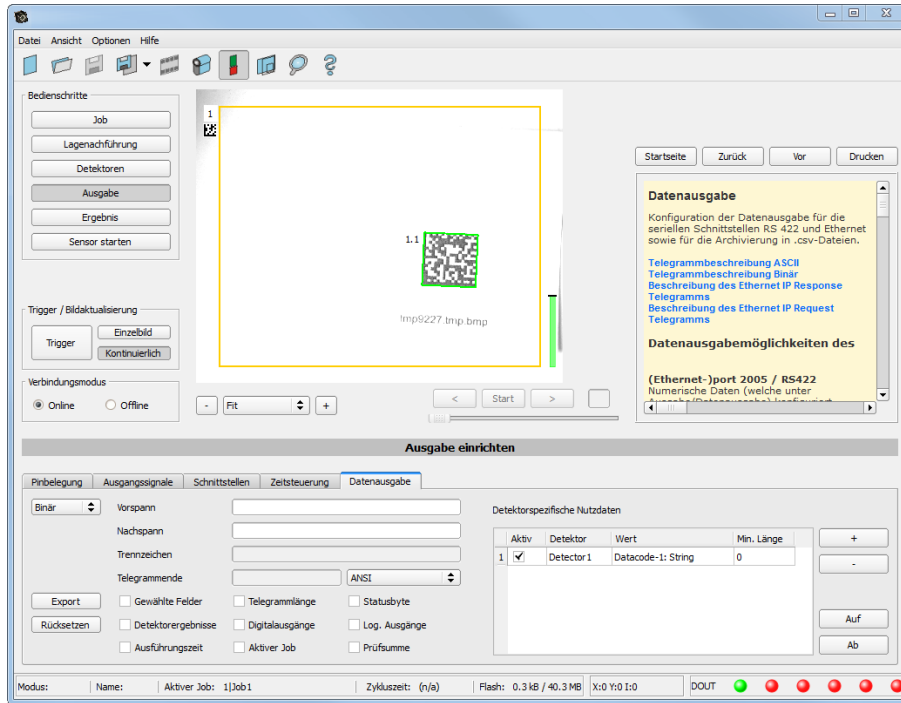 Datei Ansicht Optionen Hilfe
Bedienschritte
Job
Lagenachführung
Detektoren
Ausgabe
Ergebnis
Sensor starten
Trigger / Bildaktualisierung
Trigger
Einzelbild
Kontinuierlich
Verbindungsmodus
Online
Offline
1
1.1
tmp9227.tmp.bmp
-
Fit
+
<
Start
>
Startseite
Zurück
Vor
Drucken
Datenausgabe
Konfiguration der Datenausgabe für die
seriellen Schnittstellen RS 422 und Ethernet
sowie für die Archivierung in .csv-Dateien.
Telegrammbeschreibung ASCII
Telegrammbeschreibung Binär
Beschreibung des Ethernet IP Response
Telegramms
Beschreibung des Ethernet IP Request
Telegramms
Datenausgabemöglichkeiten des
(Ethernet-)port 2005 / RS422
Numerische Daten (welche unter
Ausgabe/Datenausgabe) konfiguriert
Ausgabe einrichten
Pinbelegung
Ausgangssignale
Schnittstellen
Zeitsteuerung
Datenausgabe
Binär
Vorspann
Nachspann
Trennzeichen
Telegrammende
ANSI
Export
Rücksetzen
Gewählte Felder
Telegrammlänge
Statusbyte
Detektorergebnisse
Digitalausgänge
Log. Ausgänge
Ausführungszeit
Aktiver Job
Prüfsumme
Detektorspezifische Nutzdaten
Aktiv Detektor Wert Min. Länge
1 Detector1 Datacode-1: String 0
+
-
Auf
Ab
Modus: Name: Aktiver Job: 1|Job1 Zykluszeit: (n/a) Flash: 0.3 kB / 40.3 MB X:0 Y:0 I:0 DOUT